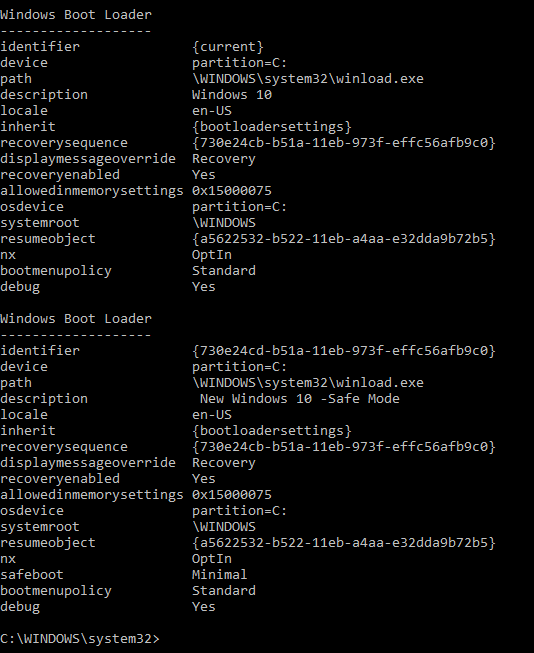 Windows Boot Loader
-------------------
identifier              {current}
device                  partition=C:
path                    \WINDOWS\system32\winload.exe
description             Windows 10
locale                  en-US
inherit                 {bootloadersettings}
recoverysequence        {730e24cb-b51a-11eb-973f-effc56afb9c0}
displaymessageoverride  Recovery
recoveryenabled         Yes
allowedinmemorysettings 0x15000075
osdevice                partition=C:
systemroot              \WINDOWS
resumeobject            {a5622532-b522-11eb-a4aa-e32dda9b72b5}
nx                      OptIn
bootmenupolicy          Standard
debug                   Yes

Windows Boot Loader
-------------------
identifier              {730e24cd-b51a-11eb-973f-effc56afb9c0}
device                  partition=C:
path                    \WINDOWS\system32\winload.exe
description              New Windows 10 -Safe Mode
locale                  en-US
inherit                 {bootloadersettings}
recoverysequence        {730e24cb-b51a-11eb-973f-effc56afb9c0}
displaymessageoverride  Recovery
recoveryenabled         Yes
allowedinmemorysettings 0x15000075
osdevice                partition=C:
systemroot              \WINDOWS
resumeobject            {a5622532-b522-11eb-a4aa-e32dda9b72b5}
nx                      OptIn
safeboot                Minimal
bootmenupolicy          Standard
debug                   Yes

C:\WINDOWS\system32>